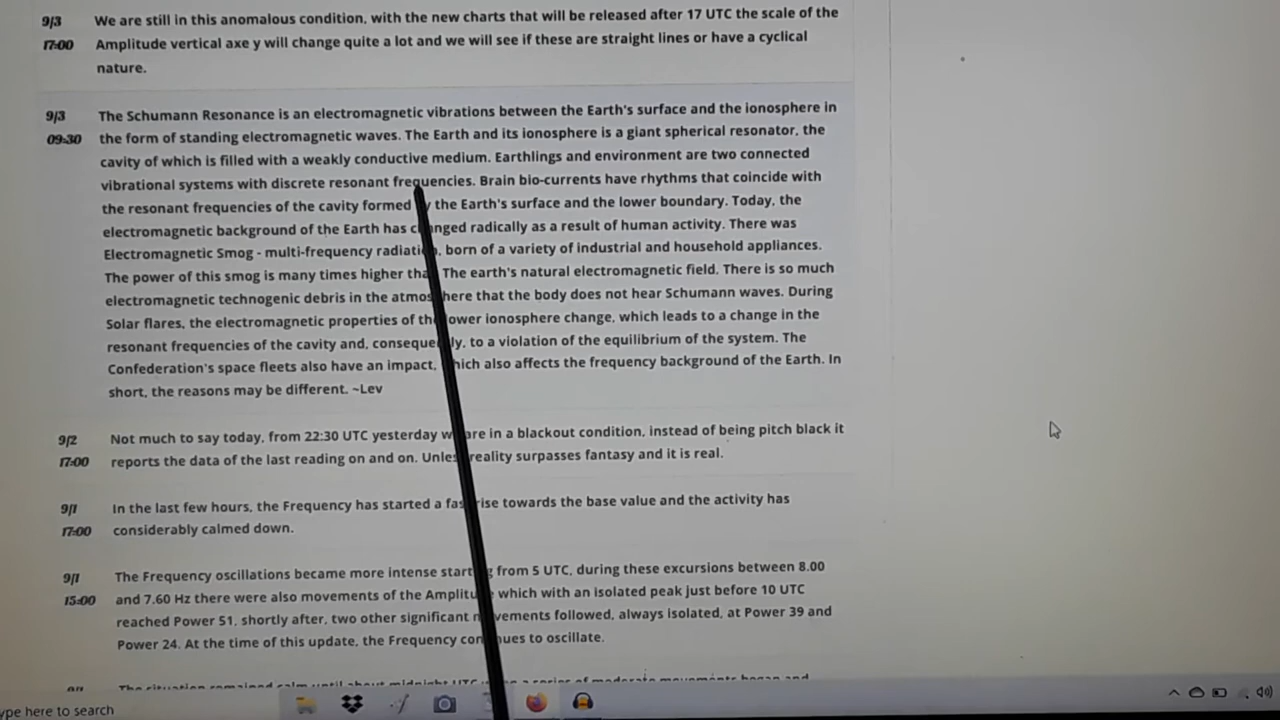 9/3 We are still in this anomalous condition, with the new charts that will be released after 17 UTC the scale of the
17:00 Amplitude vertical axe y will change quite a lot and we will see if these are straight lines or have a cyclical
nature.
9/3 The Schumann Resonance is an electromagnetic vibrations between the Earth's surface and the ionosphere in
09:30 the form of standing electromagnetic waves. The Earth and its ionosphere is a giant spherical resonator, the
cavity of which is filled with a weakly conductive medium. Earthlings and environment are two connected
vibrational systems with discrete resonant frequencies. Brain bio-currents have rhythms that coincide with
the resonant frequencies of the cavity formed the Earth's surface and the lower boundary. Today, the
electromagnetic background of the Earth has changed radically as a result of human activity. There was
Electromagnetic Smog - multi-frequency radiation, born of a variety of industrial and household appliances.
The power of this smog is many times higher than The earth's natural electromagnetic field. There is so much
electromagnetic technogenic debris in the atmosphere that the body does not hear Schumann waves. During
Solar flares, the electromagnetic properties of the lower ionosphere change, which leads to a change in the
resonant frequencies of the cavity and, consequently, to a violation of the equilibrium of the system. The
Confederation's space fleets also have an impact, which also affects the frequency background of the Earth. In
short, the reasons may be different. ~Lev
9/2 Not much to say today, from 22:30 UTC yesterday we are in a blackout condition, instead of being pitch black it
17:00 reports the data of the last reading on and on. Unless reality surpasses fantasy and it is real.
9/1 In the last few hours, the Frequency has started a fast rise towards the base value and the activity has
17:00 considerably calmed down.
9/1 The Frequency oscillations became more intense starting from 5 UTC, during these excursions between 8.00
15:00 and 7.60 Hz there were also movements of the Amplitude which with an isolated peak just before 10 UTC
reached Power 51, shortly after, two other significant movements followed, always isolated, at Power 39 and
Power 24. At the time of this update, the Frequency continues to oscillate.
ype here to search